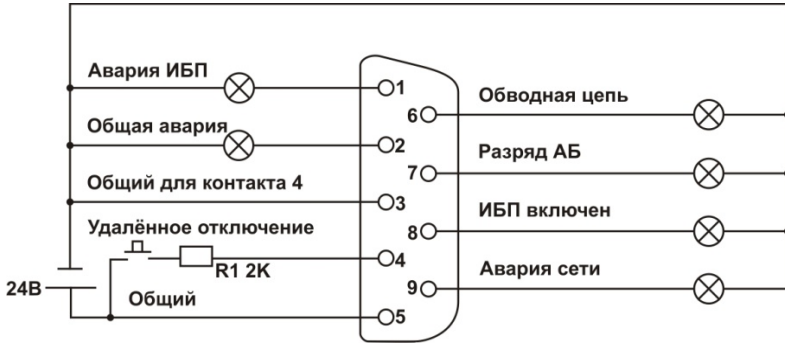 Авария ИБП
1
Обводная цепь
6
Общая авария
2
Разряд АБ
7
Общий для контакта 4
3
ИБП включен
8
Удалённое отключение
4
R1 2K
Авария сети
9
24В
Общий
5